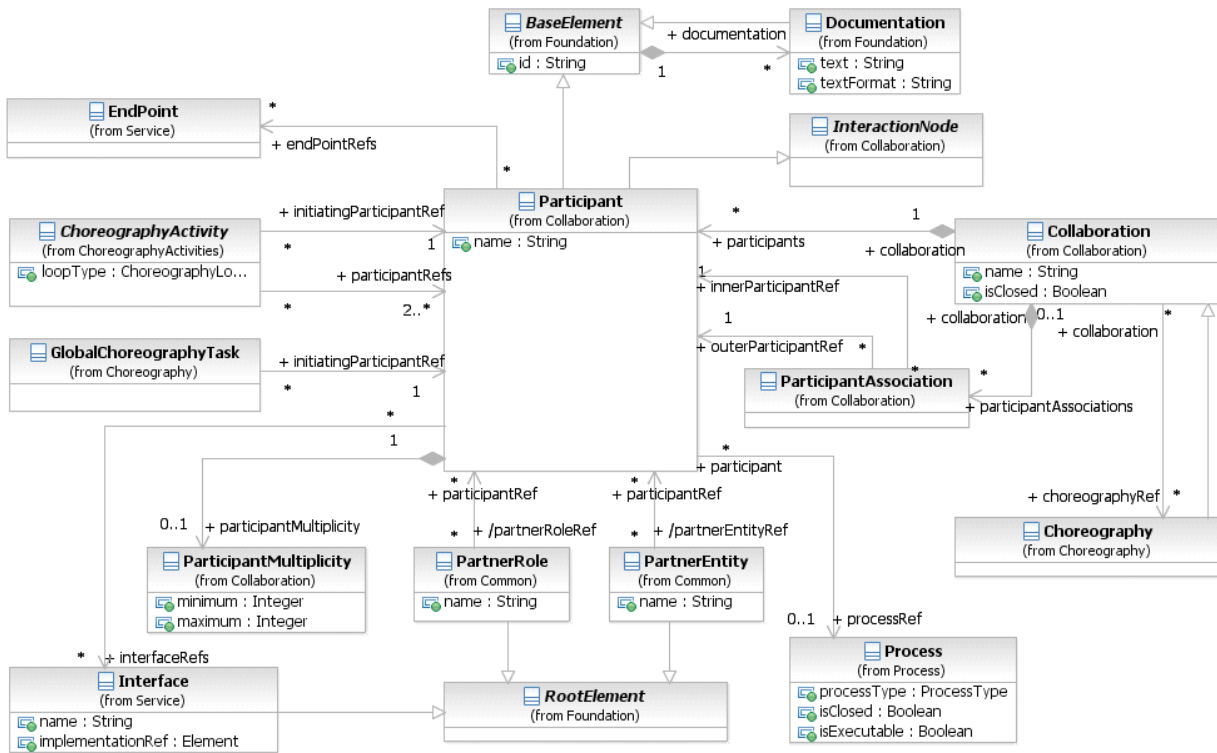 BaseElement
(from Foundation)
id : String
+ documentation
1
*
Documentation
(from Foundation)
text : String
textFormat : String
EndPoint
(from Service)
*
+ endPointRefs
*
InteractionNode
(from Collaboration)
Participant
(from Collaboration)
name : String
ChoreographyActivity
(from ChoreographyActivities)
loopType : ChoreographyLo...
+ initiatingParticipantRef
*
1
+ participantRefs
*
2..*
*
1
+ participants
+ collaboration
Collaboration
(from Collaboration)
name : String
isClosed : Boolean
1
+ innerParticipantRef
1
+ outerParticipantRef
*
*
+ collaboration
0..1
+ collaboration
*
*
+ participantAssociations
ParticipantAssociation
(from Collaboration)
GlobalChoreographyTask
(from Choreography)
+ initiatingParticipantRef
*
1
*
1
0..1
+ participantMultiplicity
ParticipantMultiplicity
(from Collaboration)
minimum : Integer
maximum : Integer
*
+ participantRef
*
+ /partnerRoleRef
PartnerRole
(from Common)
name : String
*
+ participantRef
*
+ /partnerEntityRef
PartnerEntity
(from Common)
name : String
*
+ participant
+ choreographyRef
*
Choreography
(from Choreography)
0..1
+ processRef
Process
(from Process)
processType : ProcessType
isClosed : Boolean
isExecutable : Boolean
*
+ interfaceRefs
Interface
(from Service)
name : String
implementationRef : Element
RootElement
(from Foundation)